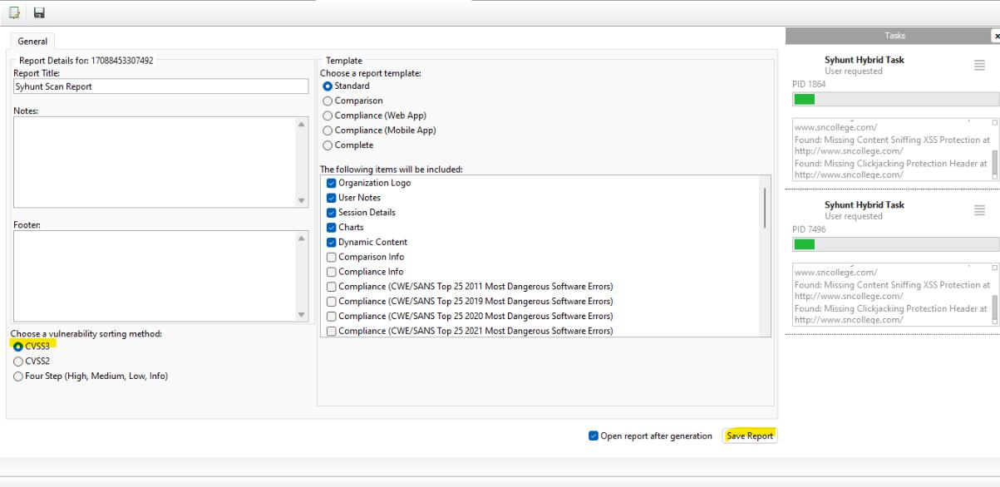 General
Report Details for: 17088453307492
Report Title:
Syhunt Scan Report
Notes:
Footer:
Choose a vulnerability sorting method:
CVSS3
CVSS2
Four Step (High, Medium, Low, Info)
Template
Choose a report template:
Standard
Comparison
Compliance (Web App)
Compliance (Mobile App)
Complete
The following items will be included:
Organization Logo
User Notes
Session Details
Charts
Dynamic Content
Comparison Info
Compliance Info
Compliance (CWE/SANS Top 25 2011 Most Dangerous Software Errors)
Compliance (CWE/SANS Top 25 2019 Most Dangerous Software Errors)
Compliance (CWE/SANS Top 25 2020 Most Dangerous Software Errors)
Compliance (CWE/SANS Top 25 2021 Most Dangerous Software Errors)
Open report after generation
Save Report
Tasks
x
Syhunt Hybrid Task
User requested
PID 1864
www.sncollege.com/
Found: Missing Content Sniffing XSS Protection at
http://www.sncollege.com/
Found: Missing Clickjacking Protection Header at
http://www.sncollege.com/
Syhunt Hybrid Task
User requested
PID 7496
www.sncollege.com/
Found: Missing Content Sniffing XSS Protection at
http://www.sncollege.com/
Found: Missing Clickjacking Protection Header at
http://www.sncollege.com/